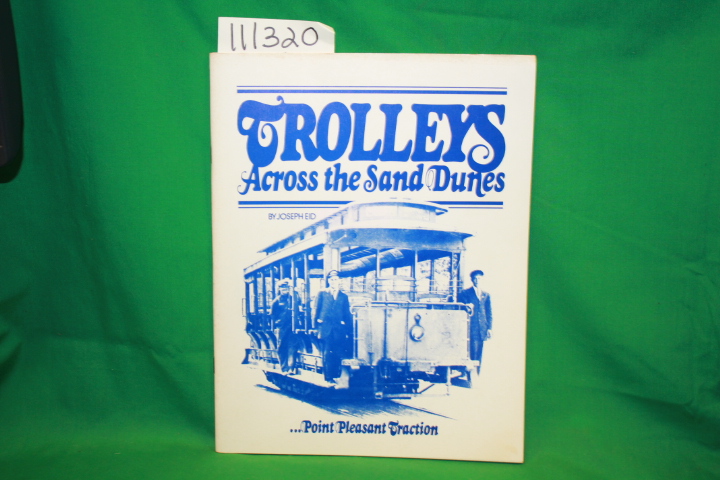 111320
TROLLEYS
Across the Sand Dunes
BY JOSEPH EID
...Point Pleasant Traction